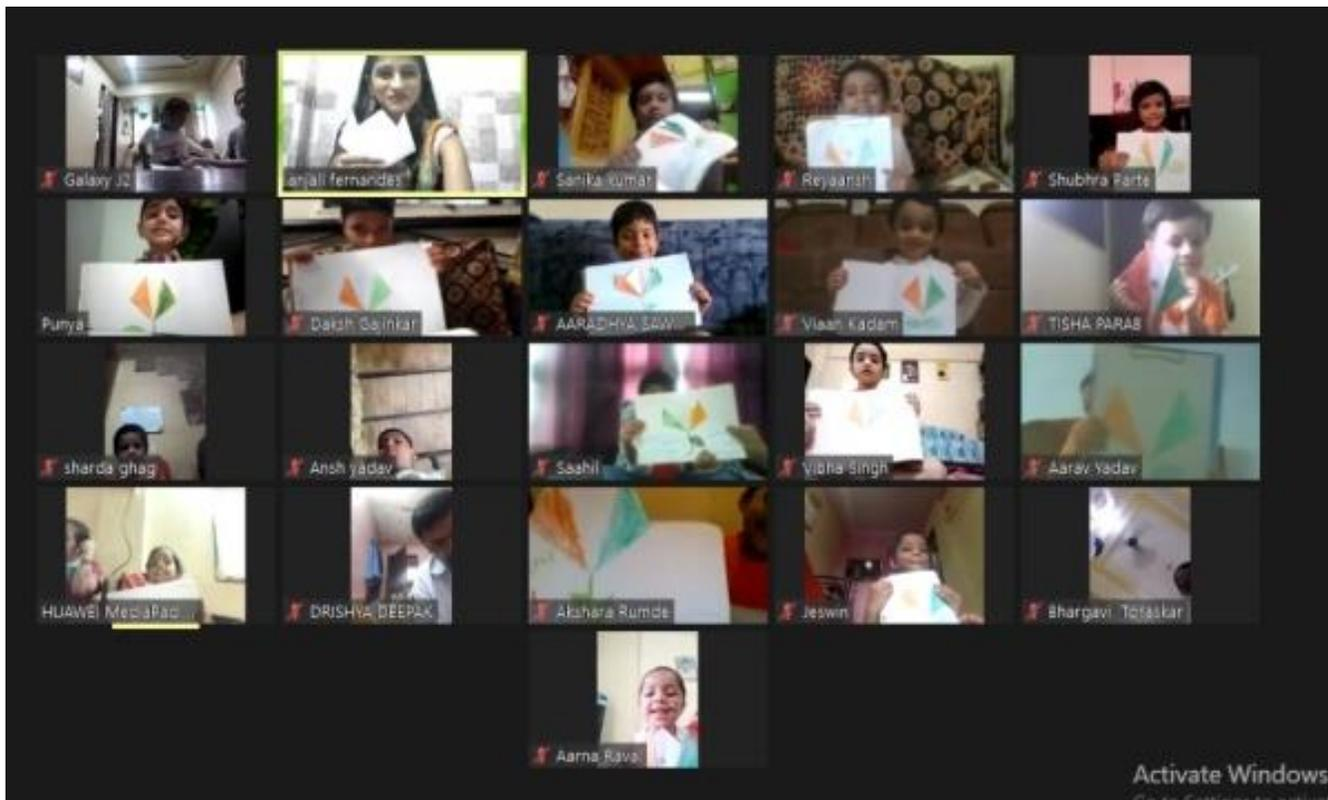 Galaxy J2
anjali fernandes
Sanika kumar
Reyaansh
Shubhra Parte
Punya
Daksh Gajinkar
AARADHYA SAW...
Viaan Kadam
TISHA PARAB
sharda ghag
Ansh yadav
Saahil
Vibha Singh
Aarav Yadav
HUAWEI MediaPad ...
DRISHYA DEEPAK
Akshara Rumde
Jeswin
Bhargavi Totaskar
Aarna Raval
Activate Windows